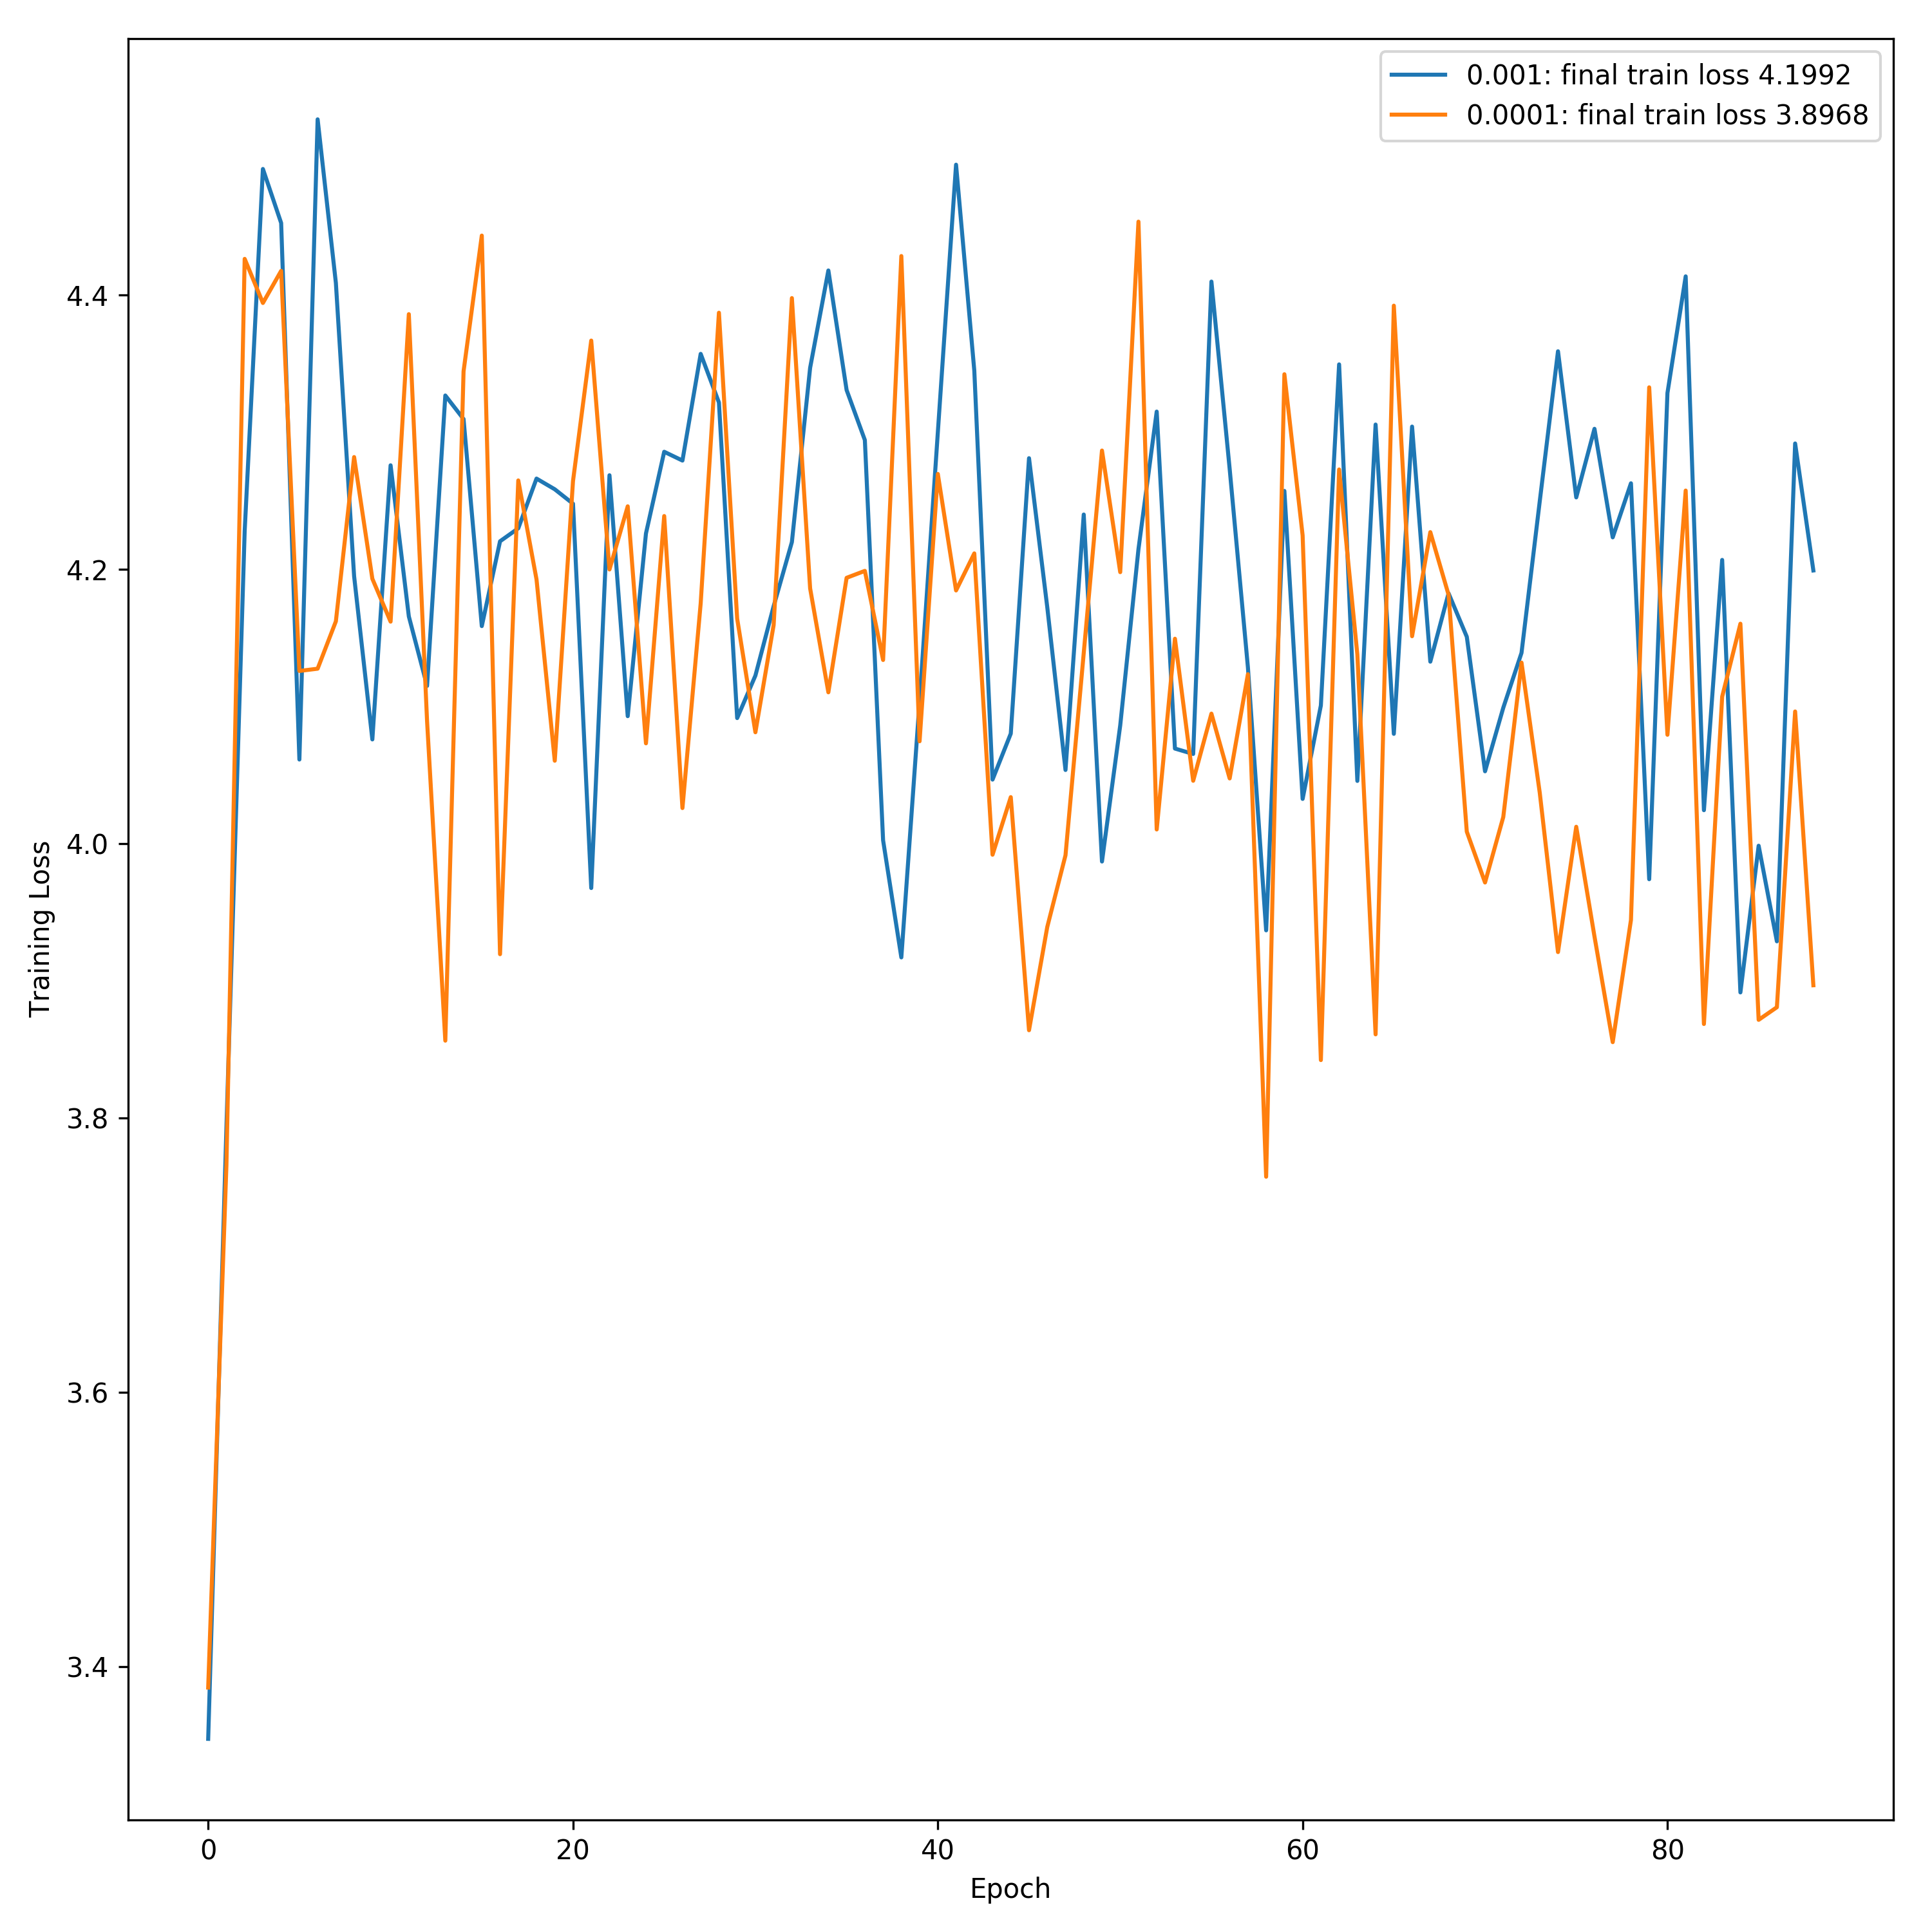 0.001: final train loss 4.1992
0.0001: final train loss 3.8968
Training Loss
4.4
4.2
4.0
3.8
3.6
3.4
0 20 40 60 80
Epoch